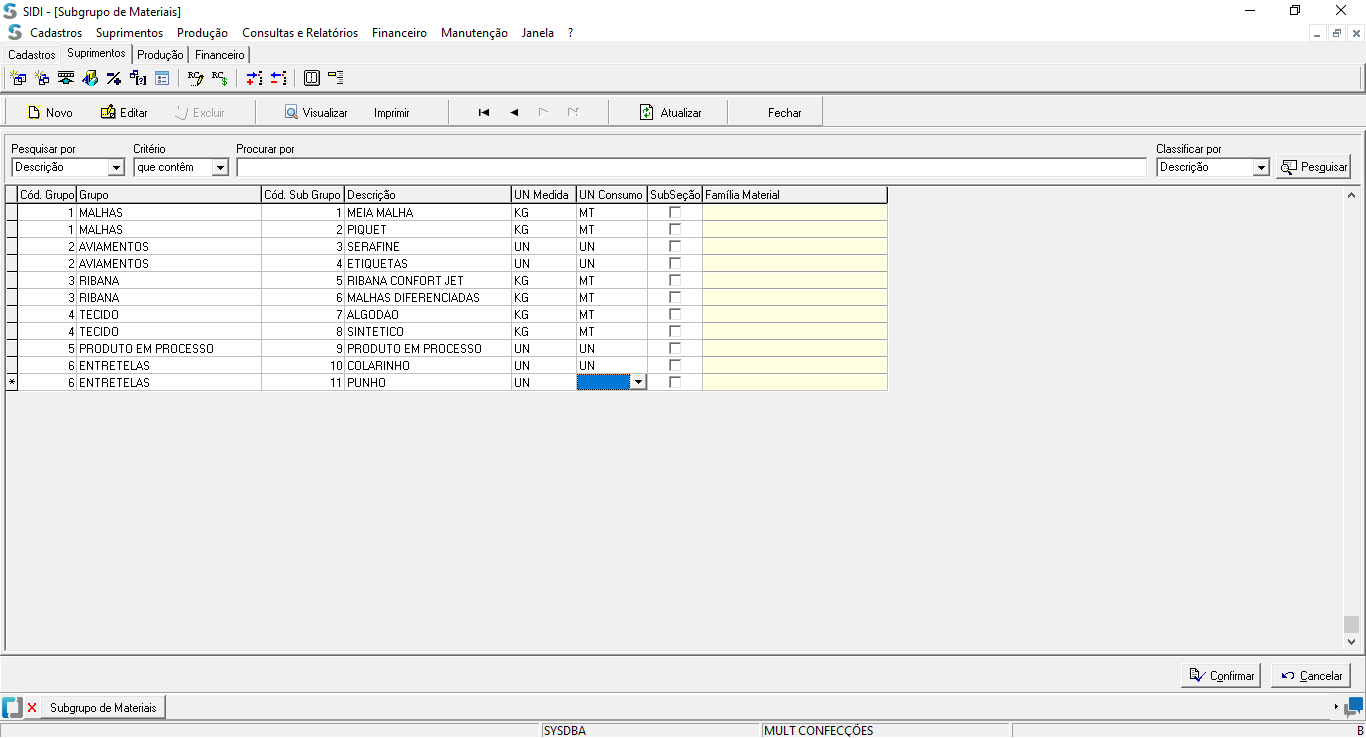 SIDI - [Subgrupo de Materiais]
Cadastros Suprimentos Produção Consultas e Relatórios Financeiro Manutenção Janela ?
Cadastros Suprimentos Produção Financeiro
Novo Editar Excluir Visualizar Imprimir Atualizar Fechar
Pesquisar por Critério Procurar por Classificar por
Descrição que contêm Descrição Pesquisar
Cód. Grupo Grupo Cód. Sub Grupo Descrição UN Medida UN Consumo SubSeção Família Material
1 MALHAS 1 MEIA MALHA KG MT
1 MALHAS 2 PIQUET KG MT
2 AVIAMENTOS 3 SERAFINE UN UN
2 AVIAMENTOS 4 ETIQUETAS UN UN
3 RIBANA 5 RIBANA CONFORT JET KG MT
3 RIBANA 6 MALHAS DIFERENCIADAS KG MT
4 TECIDO 7 ALGODAO KG MT
4 TECIDO 8 SINTETICO KG MT
5 PRODUTO EM PROCESSO 9 PRODUTO EM PROCESSO UN UN
6 ENTRETELAS 10 COLARINHO UN UN
* 6 ENTRETELAS 11 PUNHO UN
Confirmar Cancelar
Subgrupo de Materiais
SYSDBA MULT CONFECÇÕES B